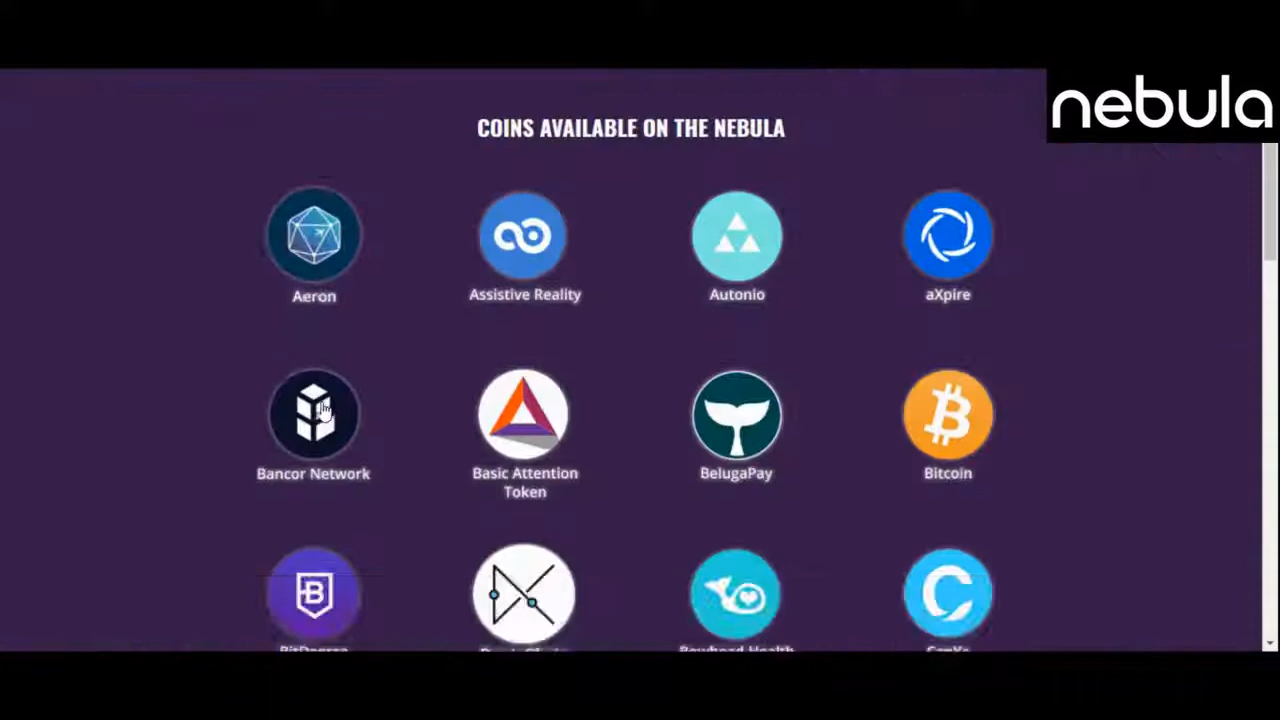 nebula
COINS AVAILABLE ON THE NEBULA
Aeron
Assistive Reality
Autonio
aXpire
Bancor Network
Basic Attention
Token
BelugaPay
Bitcoin